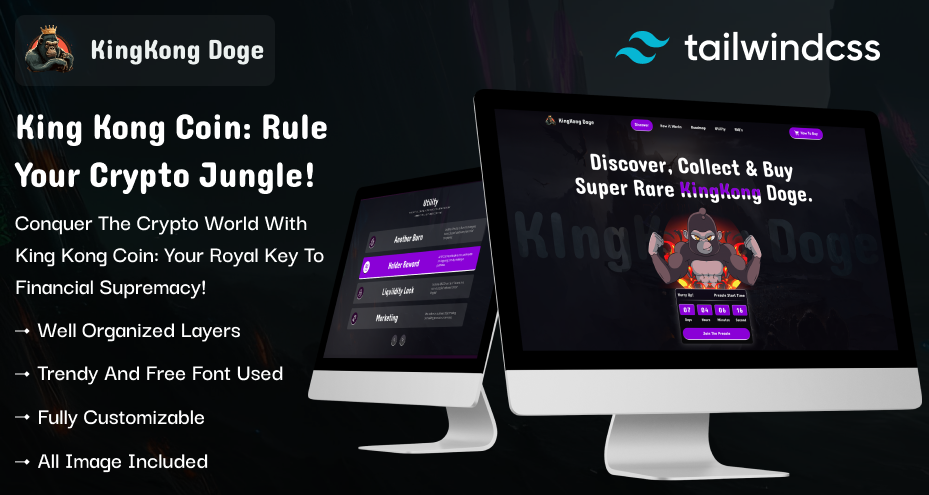 KingKong Doge
tailwindcss
King Kong Coin: Rule
Your Crypto Jungle!
Conquer The Crypto World With
King Kong Coin: Your Royal Key To
Financial Supremacy!
Well Organized Layers
Trendy And Free Font Used
Fully Customizable
All Image Included
Utility
Another Barn
Holder Reward
Liquidity Lock
Marketing
KingKong Doge
Discover
How It Works
Roadmap
Utility
How To Buy
Discover, Collect & Buy
Super Rare KingKong Doge.
KIng Kong Doge
Hurry Up!
Presale Start Time
07 04 06 16
Days Hours Minutes Second
Join The Presale